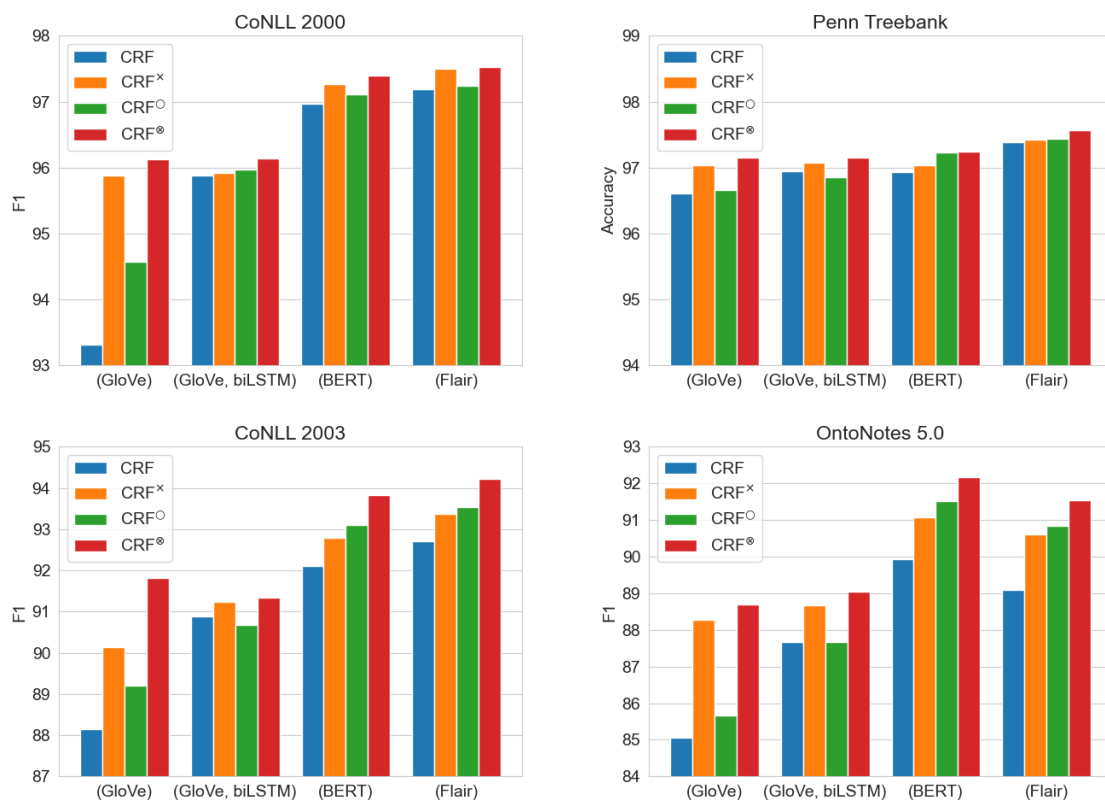 CoNLL 2000
98
97
96
95
94
93
F1
CRF
CRF×
CRF○
CRF⊗
(GloVe) (GloVe, biLSTM) (BERT) (Flair)
Penn Treebank
99
98
97
96
95
94
Accuracy
CRF
CRF×
CRF○
CRF⊗
(GloVe) (GloVe, biLSTM) (BERT) (Flair)
CoNLL 2003
95
94
93
92
91
90
89
88
87
F1
CRF
CRF×
CRF○
CRF⊗
(GloVe) (GloVe, biLSTM) (BERT) (Flair)
OntoNotes 5.0
93
92
91
90
89
88
87
86
85
84
F1
CRF
CRF×
CRF○
CRF⊗
(GloVe) (GloVe, biLSTM) (BERT) (Flair)